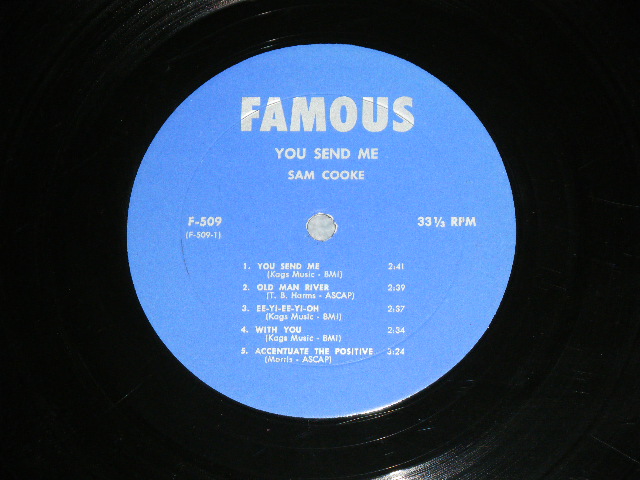 FAMOUS
YOU SEND ME
SAM COOKE
F-509 33 1/3 RPM
(F-509-1)
1. YOU SEND ME 2:41
(Kags Music - BMI)
2. OLD MAN RIVER 2:39
(T. B. Harms - ASCAP)
3. EE-YI-EE-YI-OH 2:37
(Kags Music - BMI)
4. WITH YOU 2:34
(Kags Music - BMI)
5. ACCENTUATE THE POSITIVE 3:24
(Morris - ASCAP)